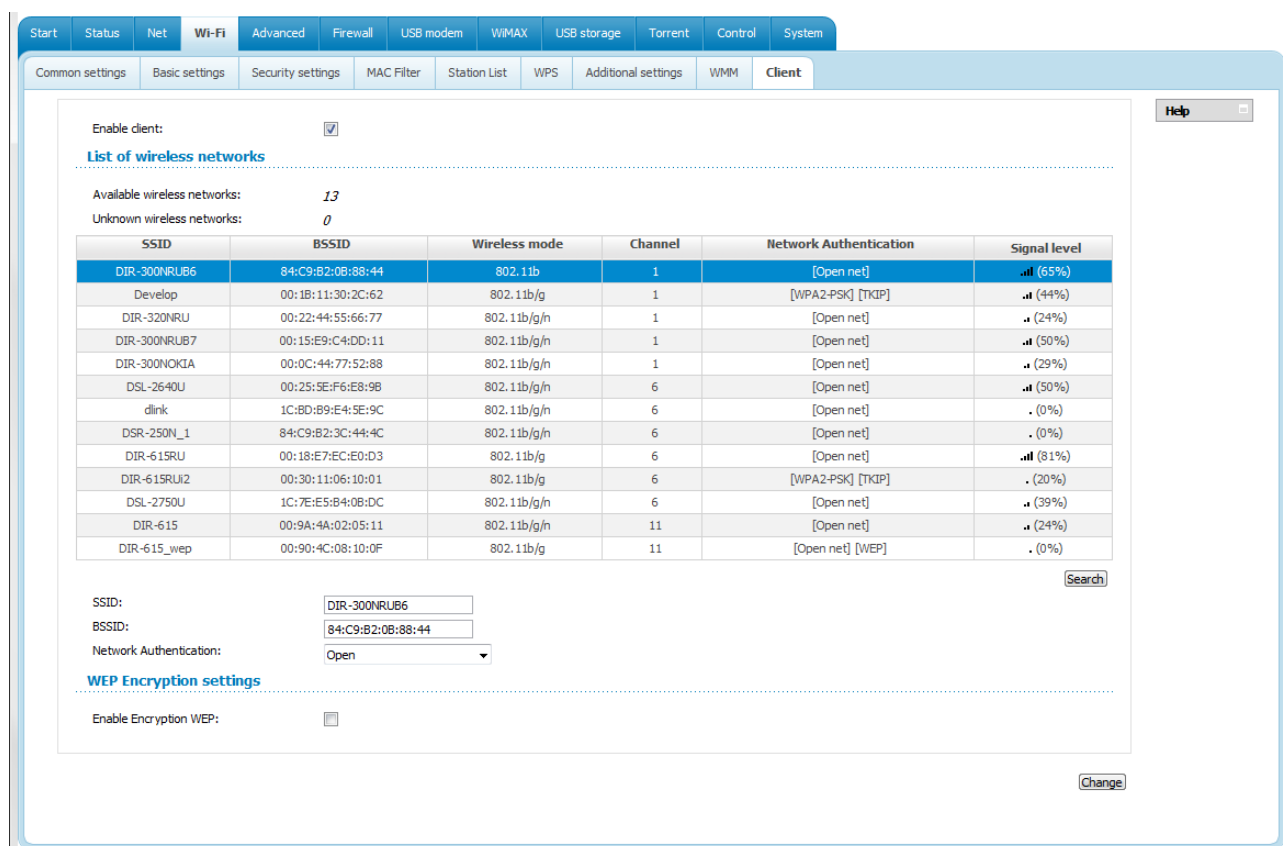 Start Status Net Wi-Fi Advanced Firewall USB modem WiMAX USB storage Torrent Control System
Common settings Basic settings Security settings MAC Filter Station List WPS Additional settings WMM Client
Help
Enable client:
List of wireless networks
Available wireless networks: 13
Unknown wireless networks: 0
SSID BSSID Wireless mode Channel Network Authentication Signal level
DIR-300NRUB6 84:C9:B2:0B:88:44 802.11b 1 [Open net] (65%)
Develop 00:1B:11:30:2C:62 802.11b/g 1 [WPA2-PSK] [TKIP] (44%)
DIR-320NRU 00:22:44:55:66:77 802.11b/g/n 1 [Open net] (24%)
DIR-300NRUB7 00:15:E9:C4:DD:11 802.11b/g/n 1 [Open net] (50%)
DIR-300NOKIA 00:0C:44:77:52:88 802.11b/g/n 1 [Open net] (29%)
DSL-2640U 00:25:5E:F6:E8:9B 802.11b/g/n 6 [Open net] (50%)
dlink 1C:BD:B9:E4:5E:9C 802.11b/g/n 6 [Open net] (0%)
DSR-250N_1 84:C9:B2:3C:44:4C 802.11b/g/n 6 [Open net] (0%)
DIR-615RU 00:18:E7:EC:E0:D3 802.11b/g 6 [Open net] (81%)
DIR-615RUi2 00:30:11:06:10:01 802.11b/g 6 [WPA2-PSK] [TKIP] (20%)
DSL-2750U 1C:7E:E5:B4:0B:DC 802.11b/g/n 6 [Open net] (39%)
DIR-615 00:9A:4A:02:05:11 802.11b/g/n 11 [Open net] (24%)
DIR-615_wep 00:90:4C:08:10:0F 802.11b/g 11 [Open net] [WEP] (0%)
Search
SSID: DIR-300NRUB6
BSSID: 84:C9:B2:0B:88:44
Network Authentication: Open
WEP Encryption settings
Enable Encryption WEP:
Change